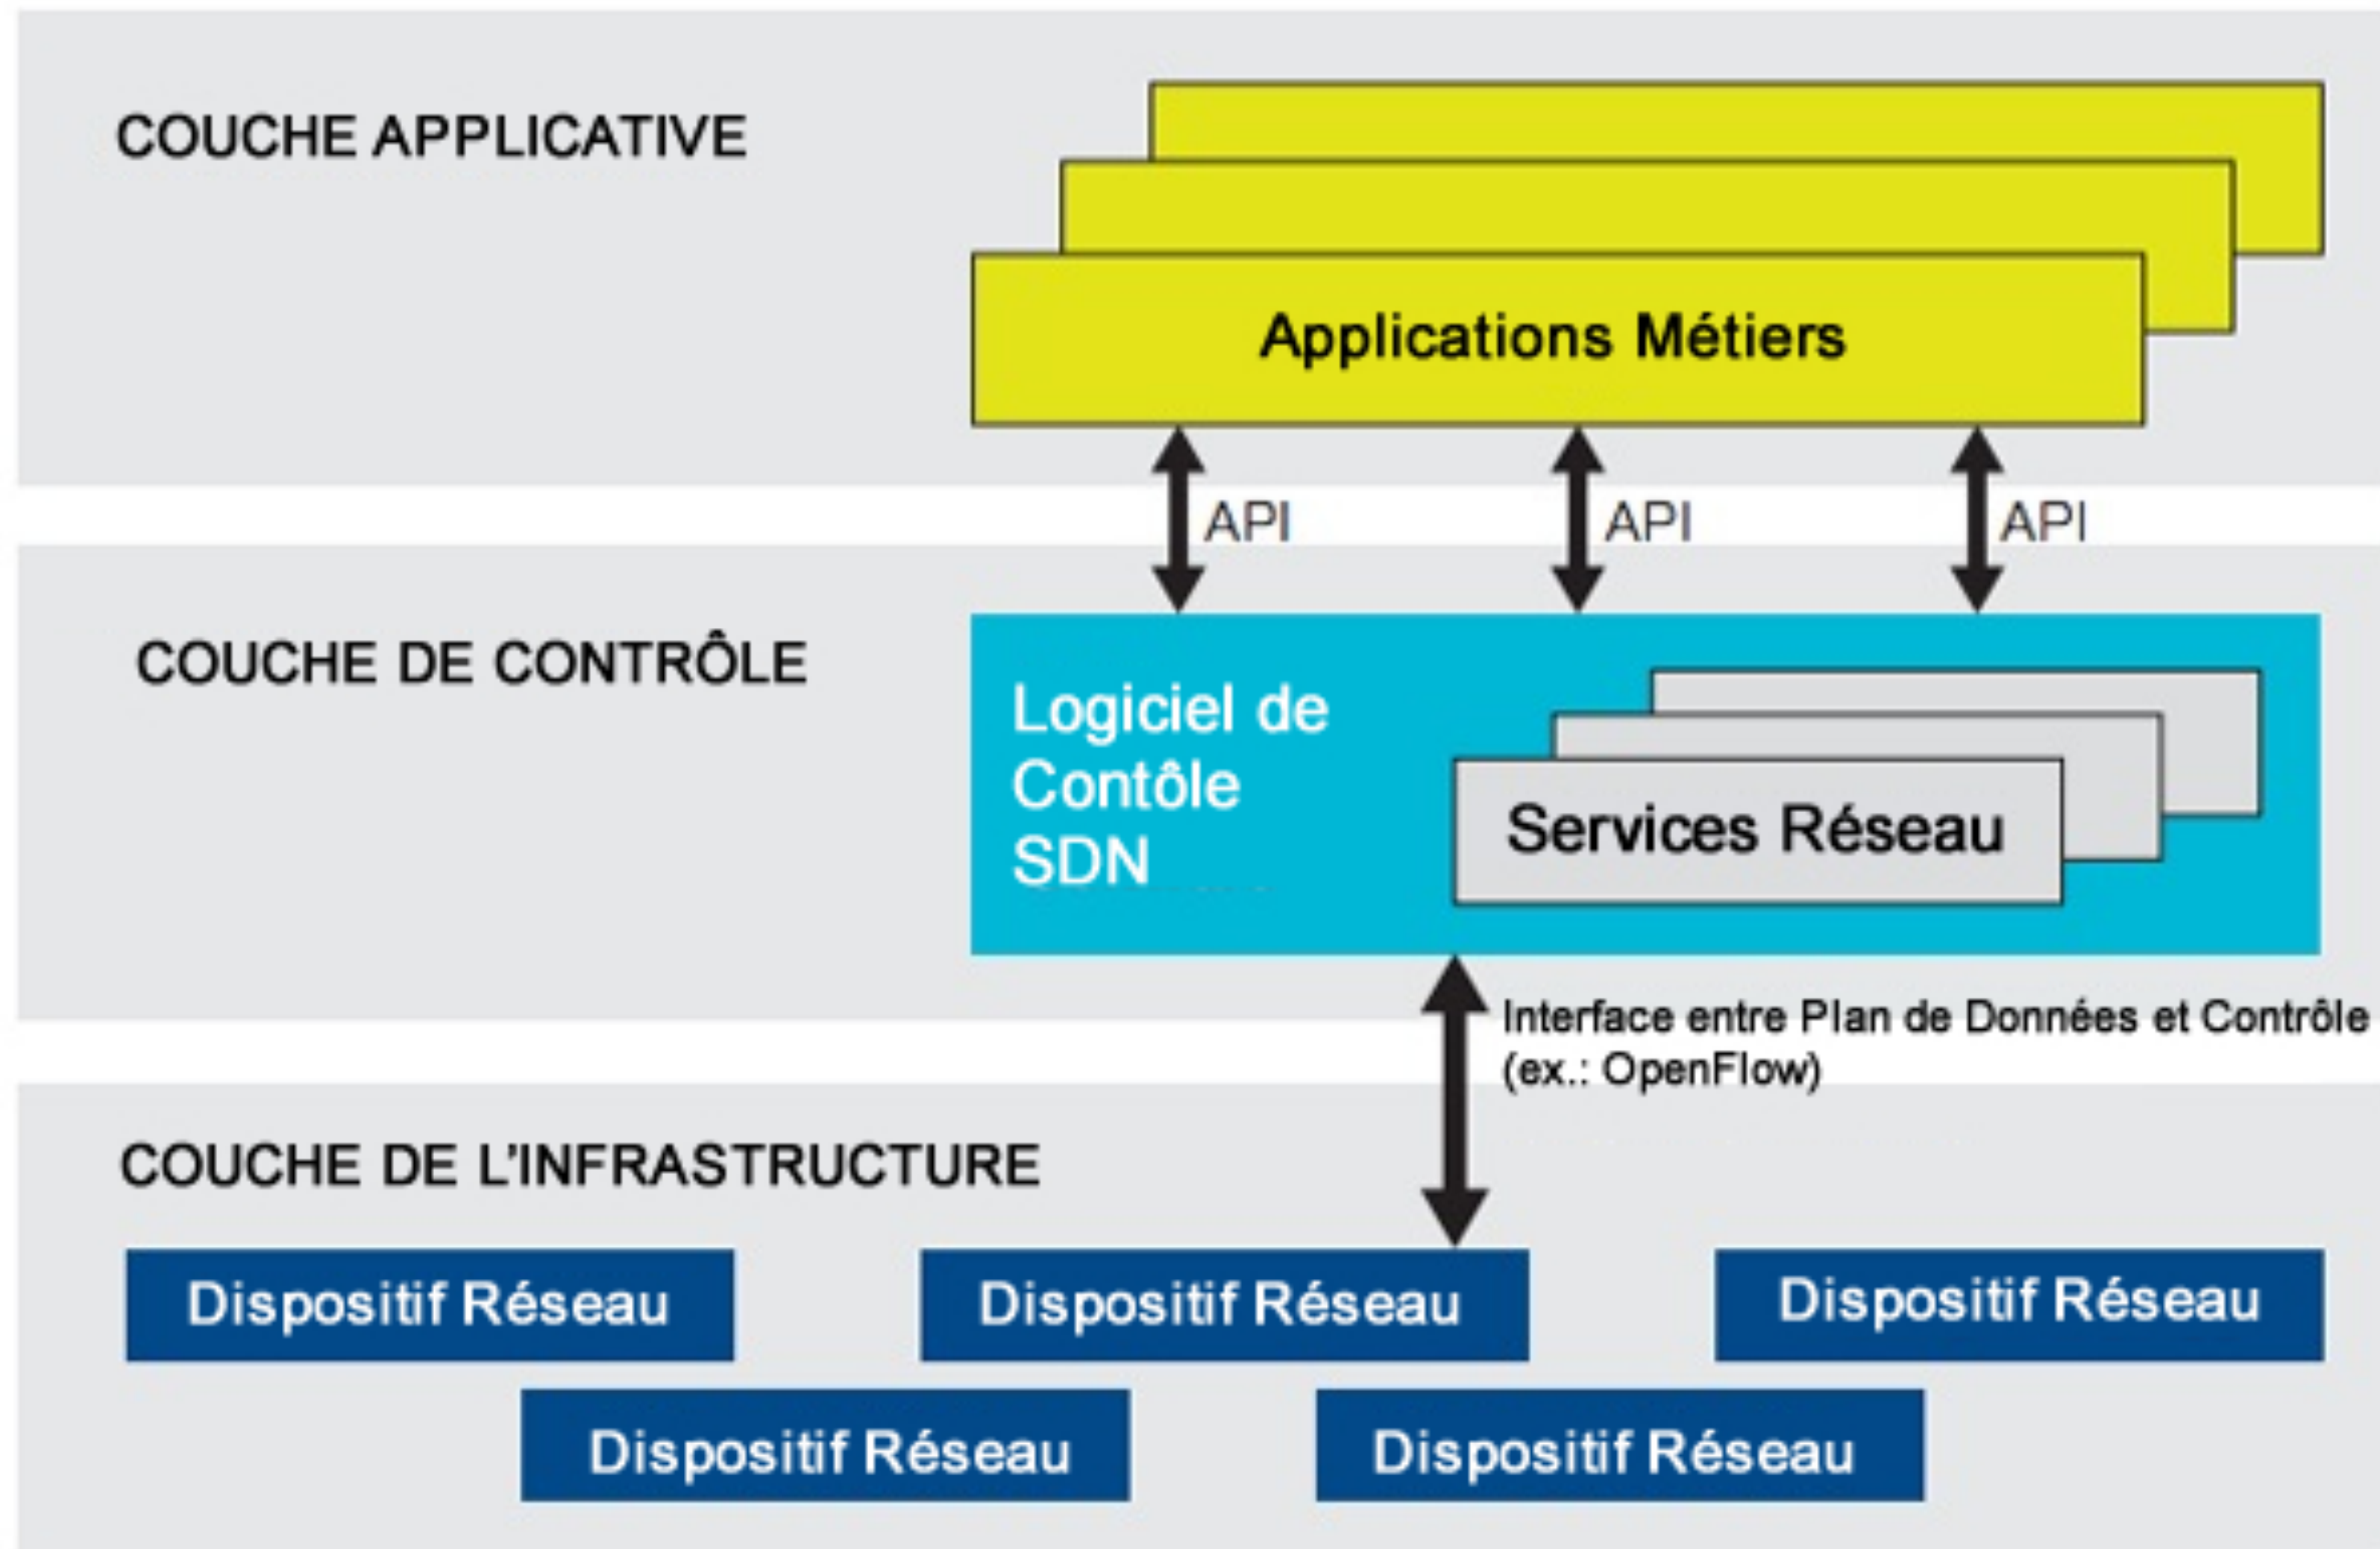 COUCHE APPLICATIVE
Applications Métiers
API
API
API
COUCHE DE CONTRÔLE
Logiciel de
Contôle
SDN
Services Réseau
Interface entre Plan de Données et Contrôle
(ex.: OpenFlow)
COUCHE DE L'INFRASTRUCTURE
Dispositif Réseau
Dispositif Réseau
Dispositif Réseau
Dispositif Réseau
Dispositif Réseau